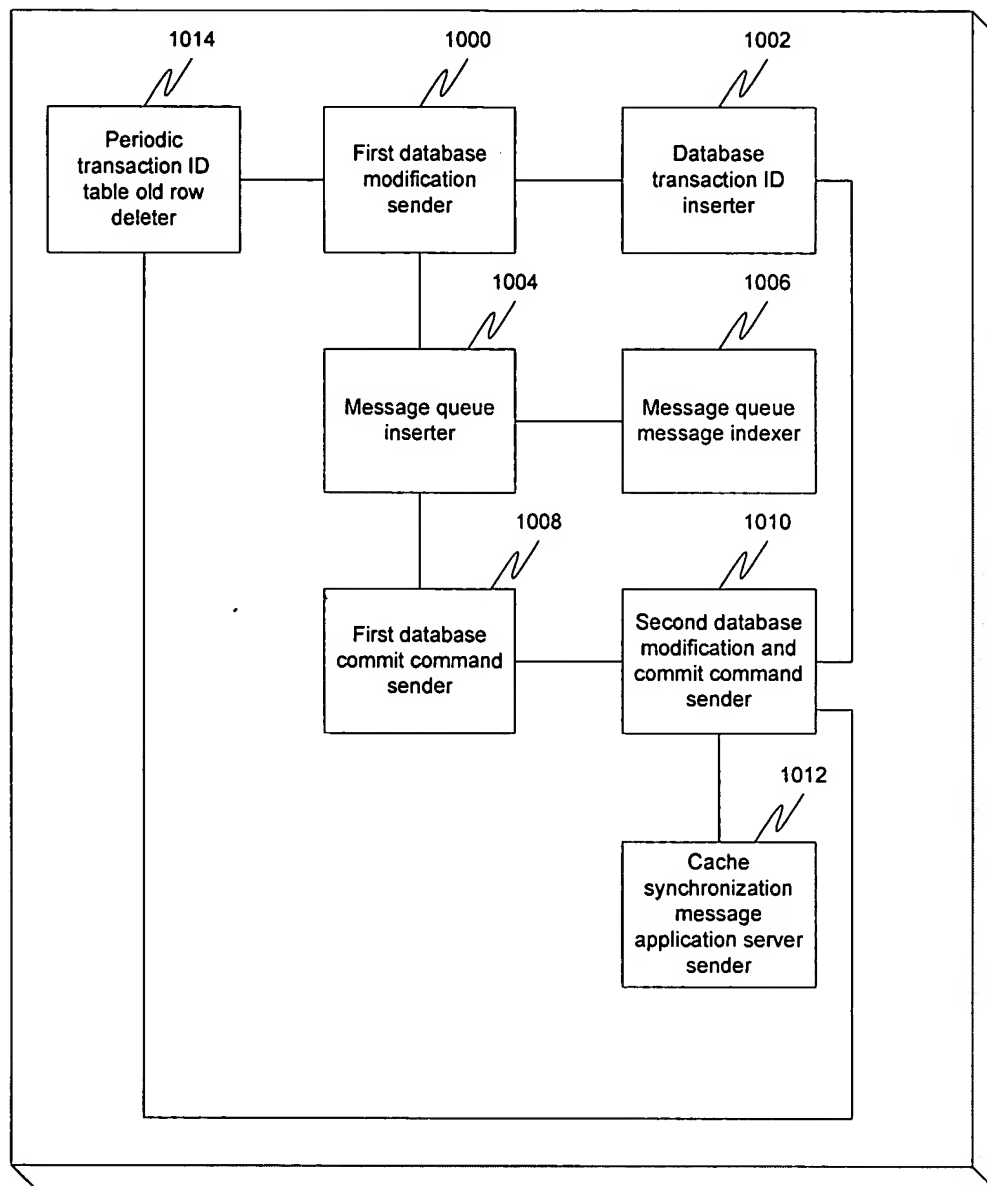 1014
1000
1002
Periodic
transaction ID
table old row
deleter
First database
modification
sender
Database
transaction ID
inserter
1004
1006
Message queue
inserter
Message queue
message indexer
1008
1010
First database
commit command
sender
Second database
modification and
commit command
sender
1012
Cache
synchronization
message
application server
sender